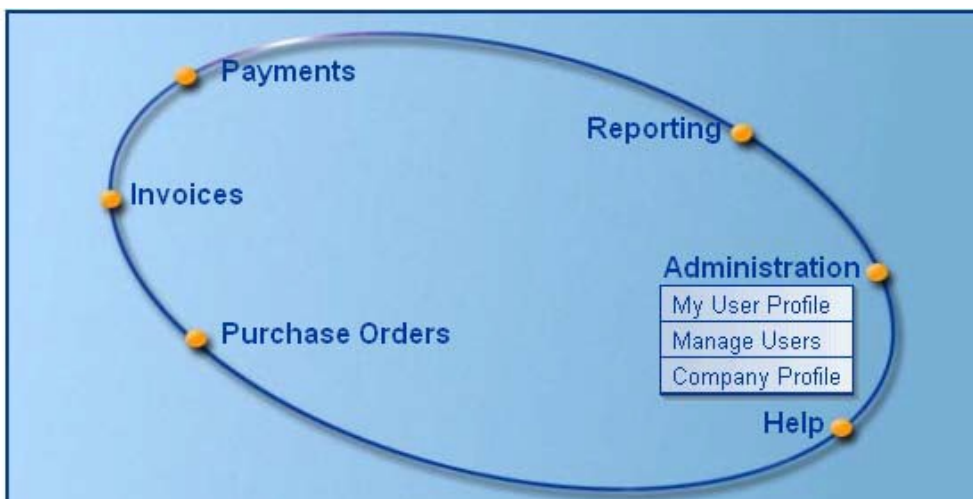 Payments
Reporting
Invoices
Administration
My User Profile
Manage Users
Company Profile
Purchase Orders
Help